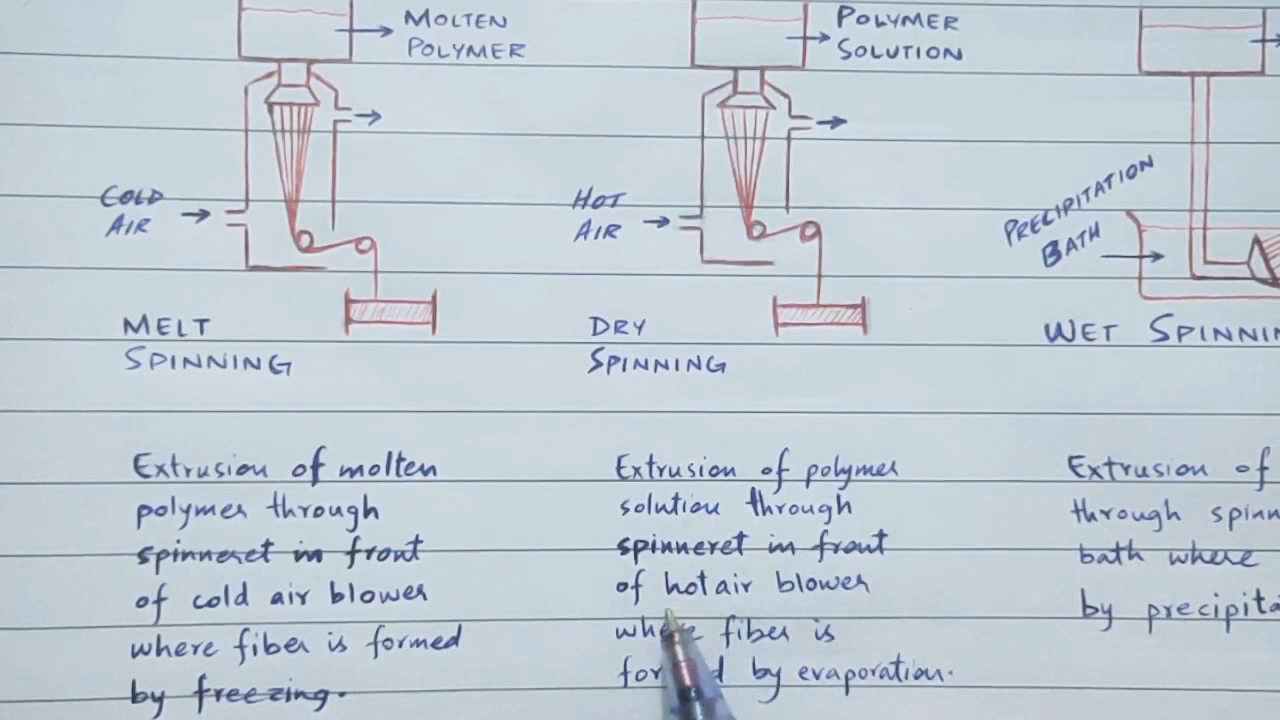 MOLTEN
POLYMER
COLD
AIR
MELT
SPINNING
Extrusion of molten
polymer through
spinneret in front
of cold air blower
where fiber is formed
by freezing.
POLYMER
SOLUTION
HOT
AIR
DRY
SPINNING
Extrusion of polymer
solution through
spinneret in front
of hot air blower
where fiber is
by evaporation.
PRECIPITATION
BATH
WET
Extrusion of
through
bath where
by